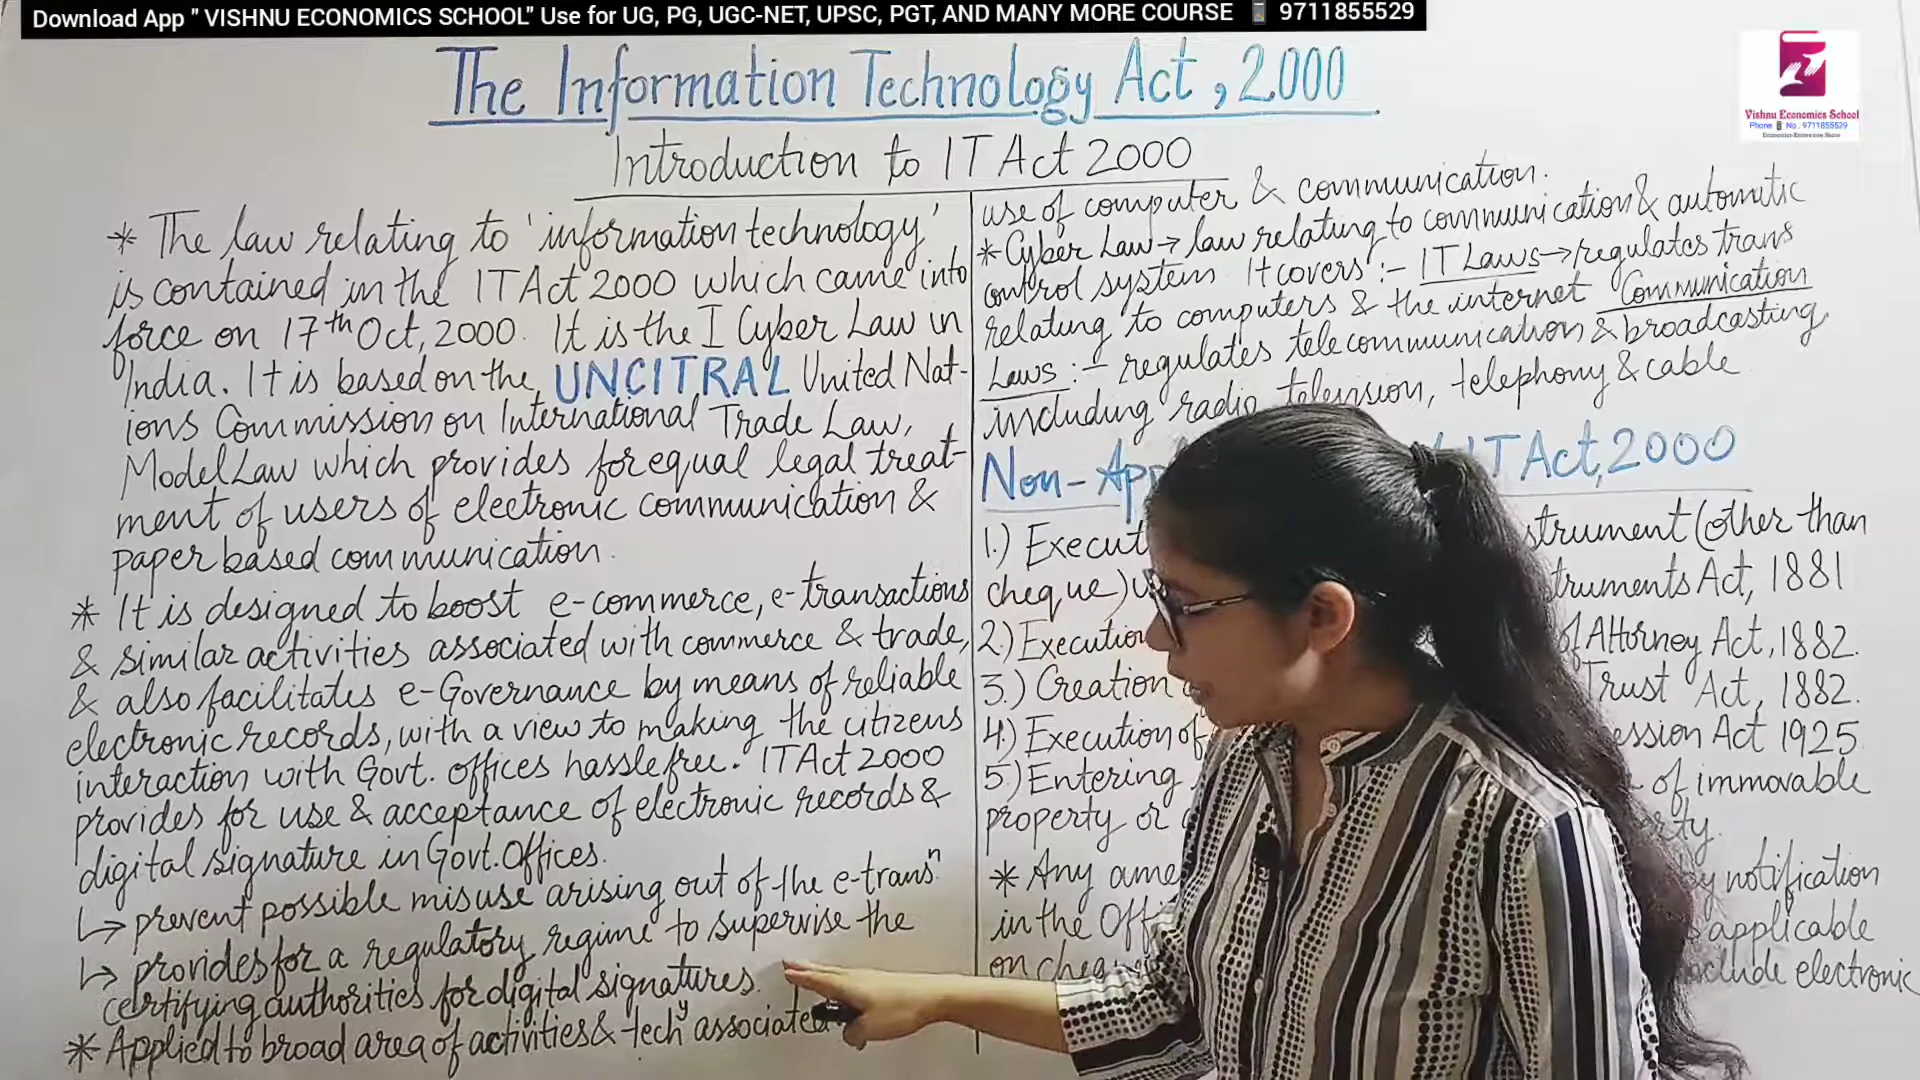 Download App " VISHNU ECONOMICS SCHOOL" Use for UG, PG, UGC-NET, UPSC, PGT, AND MANY MORE COURSE 9711855529
The Information Technology Act, 2000
Vishnu Economics School
Phone No. 9711855529
Introduction to IT Act 2000
* The law relating to 'information technology'
is contained in the IT Act 2000 which came into
force on 17th Oct, 2000. It is the I Cyber Law in
India. It is based on the UNCITRAL United Nat-
ions Commission on International Trade Law,
Model Law which provides for equal legal treat-
ment of users of electronic communication &
paper based communication.
* It is designed to boost e-commerce, e-transactions
& similar activities associated with commerce & trade,
& also facilitates e-Governance by means of reliable
electronic records, with a view to making the citizens
interaction with Govt. offices hasslefree. IT Act 2000
provides for use & acceptance of electronic records &
digital signature in Govt. Offices.
↳ prevent possible misuse arising out of the e-transⁿ
↳ provides for a regulatory regime to supervise the
certifying authorities for digital signatures.
* Applied to broad area of activities & techy associated
use of computer & communication.
* Cyber Law → law relating to communication & automatic
control system. It covers :- IT Laws → regulates trans
relating to computers & the internet Communication
Laws :- regulates telecommunication & broadcasting
including radio, television, telephony & cable
Non- IT Act, 2000
1.) strument (other than
cheque) truments Act, 1881
2.) Execution of Attorney Act, 1882.
3.) Creation Trust Act, 1882.
4.) Execution of ession Act 1925
5.) Entering of immovable
property or
* Any by notification
in the applicable
on include electronic